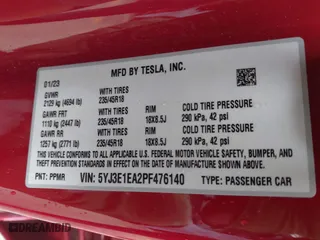 MFD BY TESLA, INC.
01/23
GVWR
2129 kg (4694 lb)
WITH TIRES
235/45R18
GAWR FRT
1110 kg (2447 lb)
WITH TIRES
235/45R18
RIM
18X8.5J
COLD TIRE PRESSURE
290 kPa, 42 psi
GAWR RR
1257 kg (2771 lb)
WITH TIRES
235/45R18
RIM
18X8.5J
COLD TIRE PRESSURE
290 kPa, 42 psi
THIS VEHICLE CONFORMS TO ALL APPLICABLE US FEDERAL MOTOR VEHICLE SAFETY, BUMPER,
AND THEFT PREVENTION STANDARDS IN EFFECT ON THE DATE OF MANUFACTURE SHOWN ABOVE.
PNT: PPMR
VIN: 5YJ3E1EA2PF476140
TYPE: PASSENGER CAR
DREAMBID